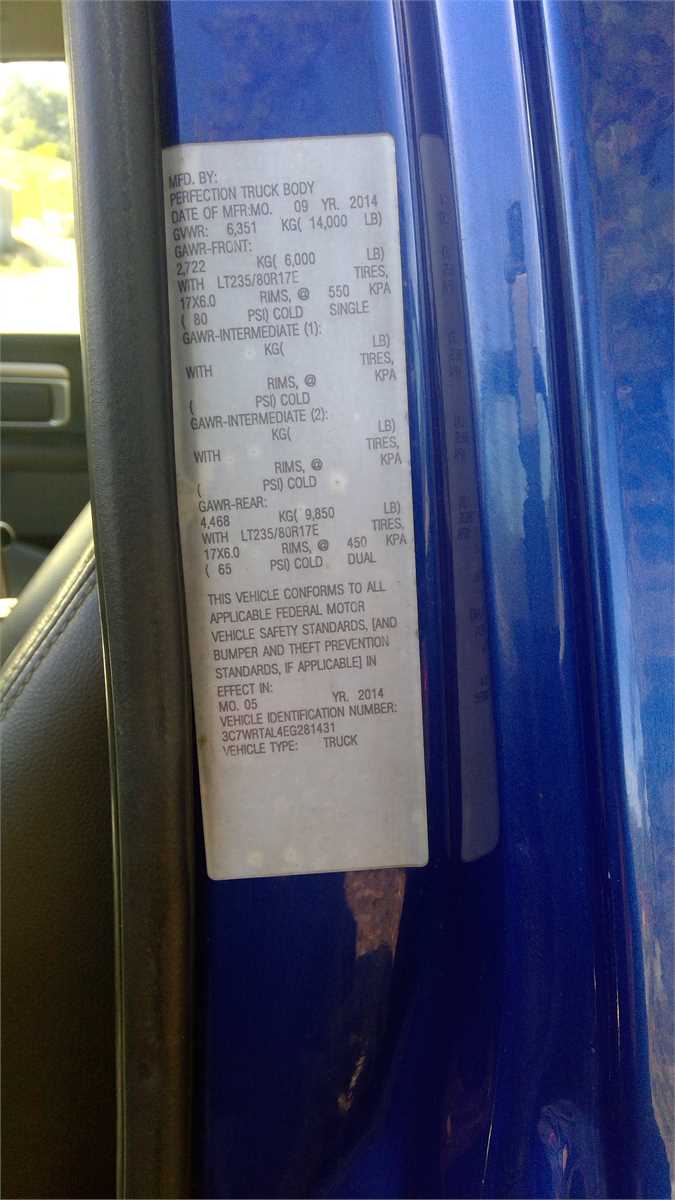 MFD. BY:
PERFECTION TRUCK BODY
DATE OF MFR:MO. 09 YR. 2014
GVWR: 6,351 KG( 14,000 LB)
GAWR-FRONT:
2,722 KG( 6,000 LB)
WITH LT235/80R17E TIRES,
17X6.0 RIMS, @ 550 KPA
( 80 PSI) COLD SINGLE
GAWR-INTERMEDIATE (1):
KG( LB)
WITH TIRES,
RIMS, @ KPA
( PSI) COLD
GAWR-INTERMEDIATE (2):
KG( LB)
WITH TIRES,
RIMS, @ KPA
( PSI) COLD
GAWR-REAR:
4,468 KG( 9,850 LB)
WITH LT235/80R17E TIRES,
17X6.0 RIMS, @ 450 KPA
( 65 PSI) COLD DUAL
THIS VEHICLE CONFORMS TO ALL
APPLICABLE FEDERAL MOTOR
VEHICLE SAFETY STANDARDS, [AND
BUMPER AND THEFT PREVENTION
STANDARDS, IF APPLICABLE] IN
EFFECT IN:
MO. 05 YR. 2014
VEHICLE IDENTIFICATION NUMBER:
3C7WRTAL4EG281431
VEHICLE TYPE: TRUCK